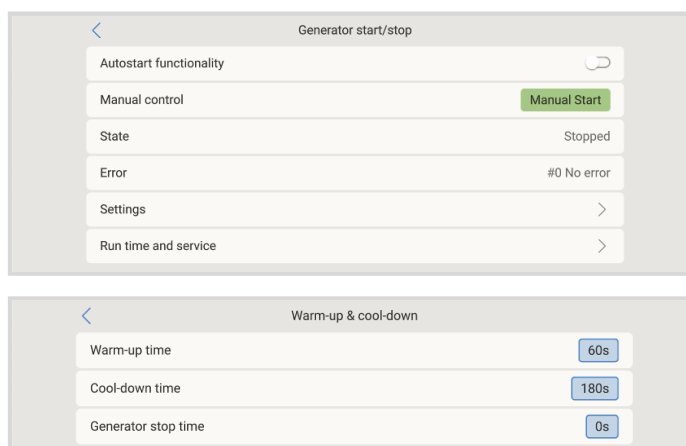 Generator start/stop
Autostart functionality
Manual control Manual Start
State Stopped
Error #0 No error
Settings
Run time and service
Warm-up & cool-down
Warm-up time 60s
Cool-down time 180s
Generator stop time 0s